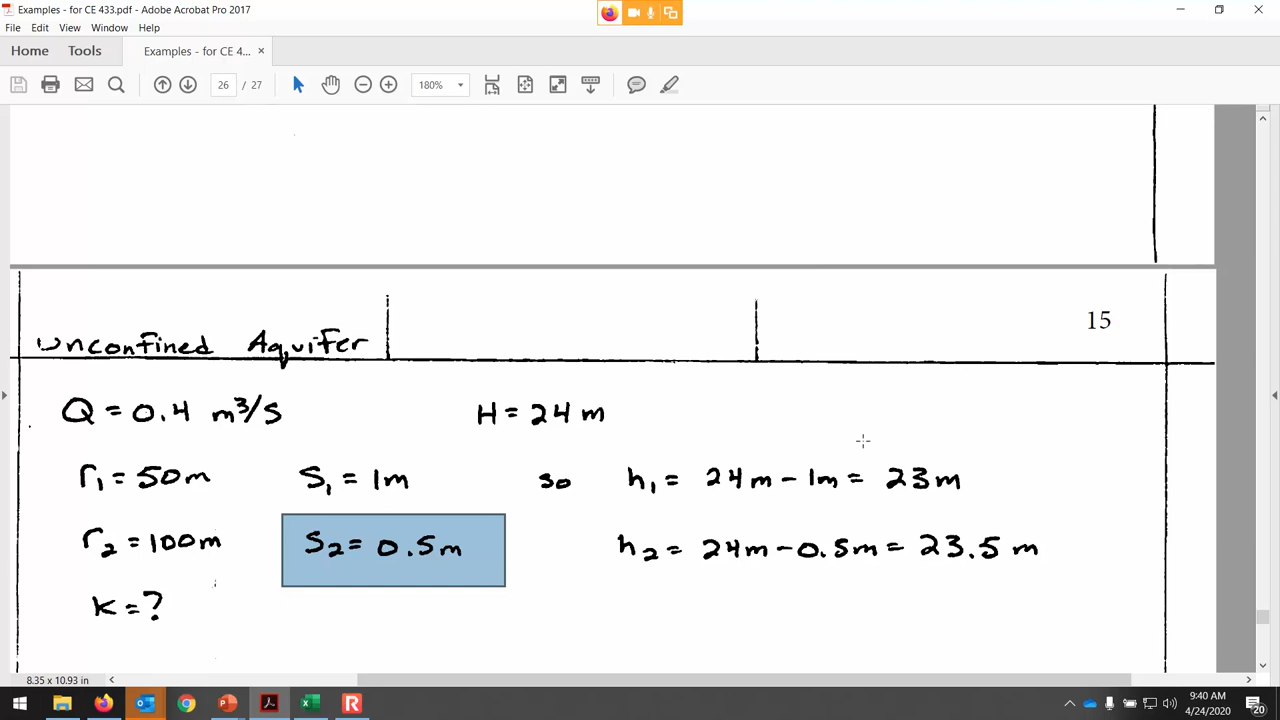 Examples - for CE 433.pdf - Adobe Acrobat Pro 2017
File Edit View Window Help
Home Tools Examples - for CE 4... ×
26 / 27 180%
15
Unconfined Aquifer
Q = 0.4 m³/s H = 24 m
r₁ = 50m S₁ = 1m so h₁ = 24m - 1m = 23m
r₂ = 100m S₂ = 0.5m h₂ = 24m - 0.5m = 23.5 m
K = ?
8.35 x 10.93 in
9:40 AM
4/24/2020
20